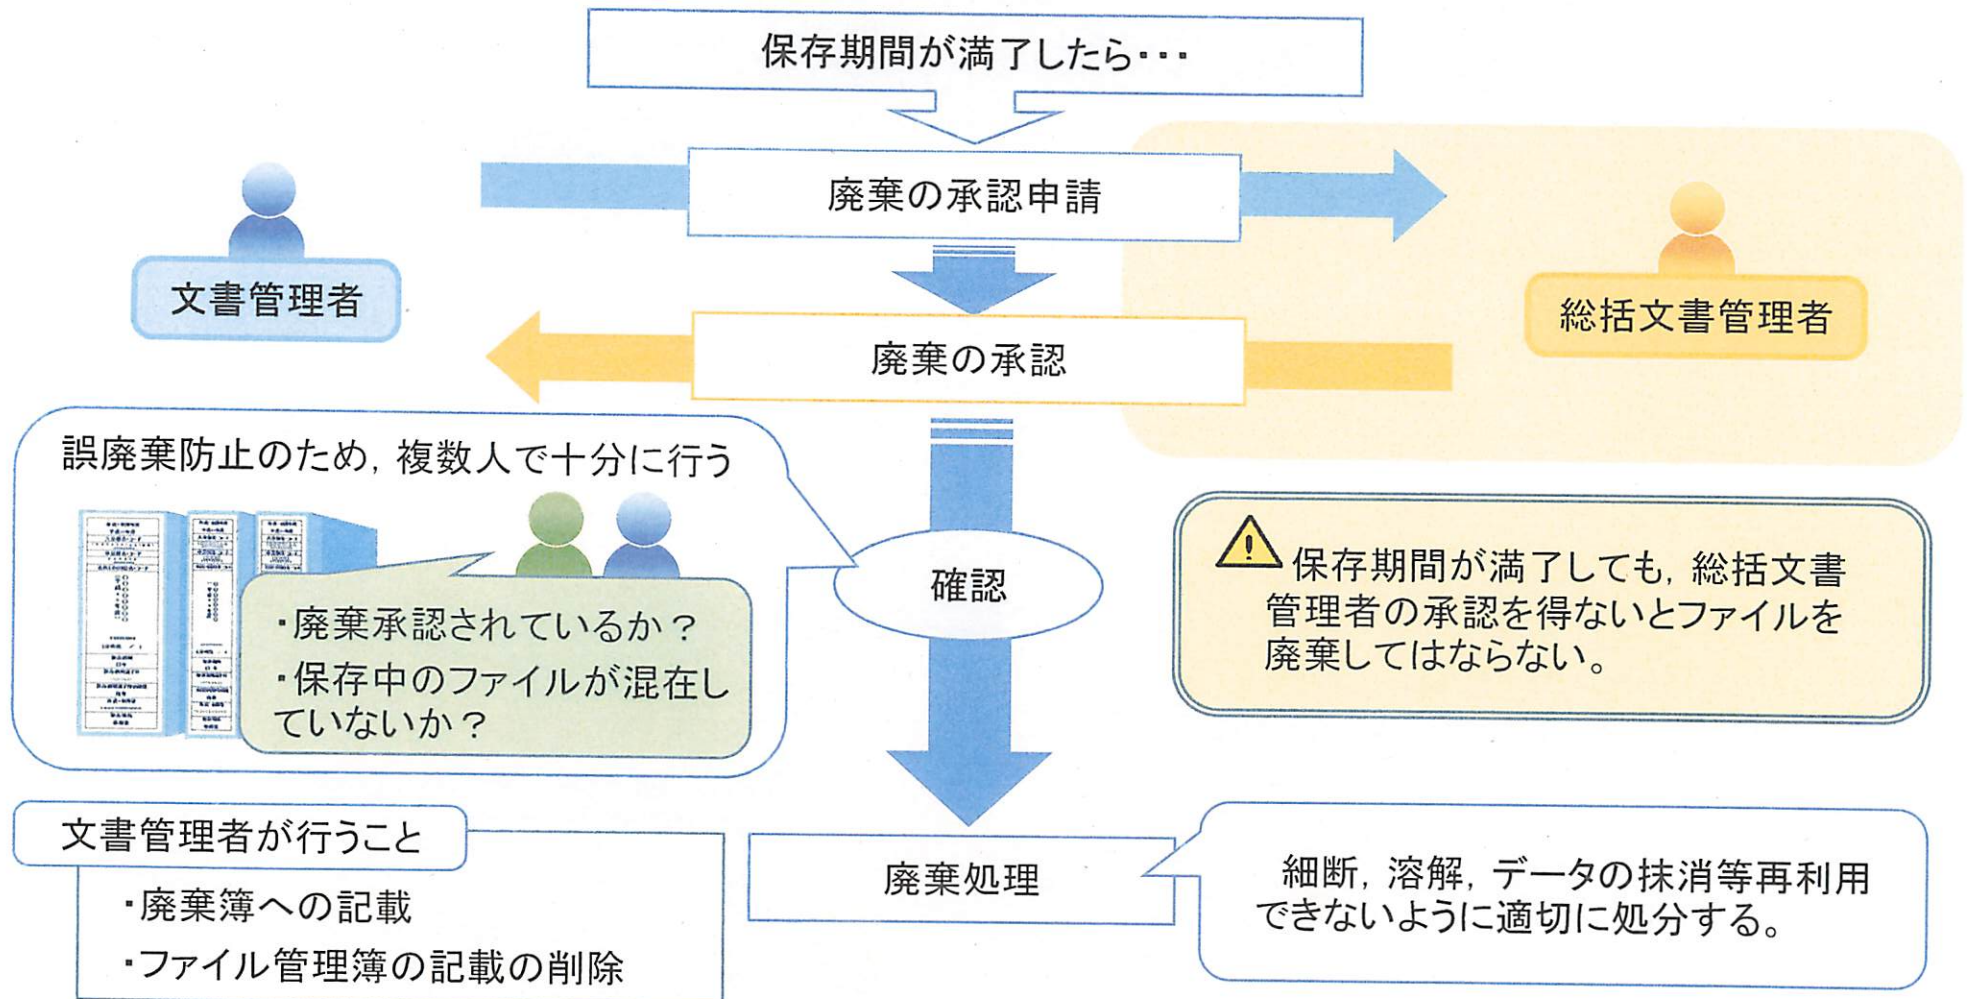 保存期間が満了したら・・・
廃棄の承認申請
文書管理者
総括文書管理者
廃棄の承認
誤廃棄防止のため，複数人で十分に行う
・廃棄承認されているか？
・保存中のファイルが混在し
ていないか？
確認
保存期間が満了しても，総括文書
管理者の承認を得ないとファイルを
廃棄してはならない。
文書管理者が行うこと
・廃棄簿への記載
・ファイル管理簿の記載の削除
廃棄処理
細断，溶解，データの抹消等再利用
できないように適切に処分する。